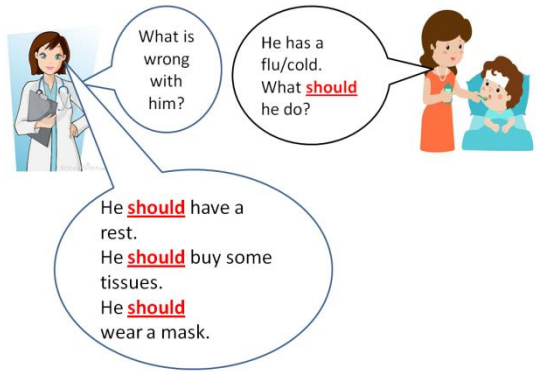 What is
wrong
with
him?
He has a
flu/cold.
What should
he do?
He should have a
rest.
He should buy some
tissues.
He should
wear a mask.